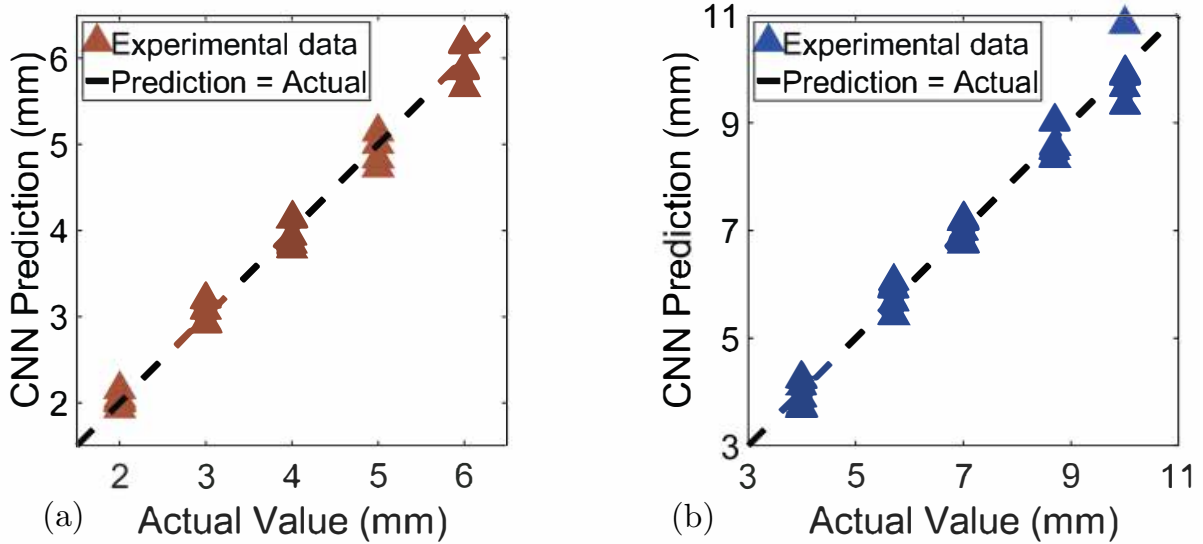 Experimental data
Prediction = Actual
CNN Prediction (mm)
6
5
4
3
2
2 3 4 5 6
Actual Value (mm)
(a)
Experimental data
Prediction = Actual
CNN Prediction (mm)
11
9
7
5
3
3 5 7 9 11
Actual Value (mm)
(b)